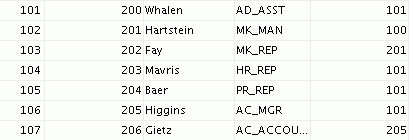 101 200 Whalen AD_ASST 101
102 201 Hartstein MK_MAN 100
103 202 Fay MK_REP 201
104 203 Mavris HR_REP 101
105 204 Baer PR_REP 101
106 205 Higgins AC_MGR 101
107 206 Gietz AC_ACCOU... 205